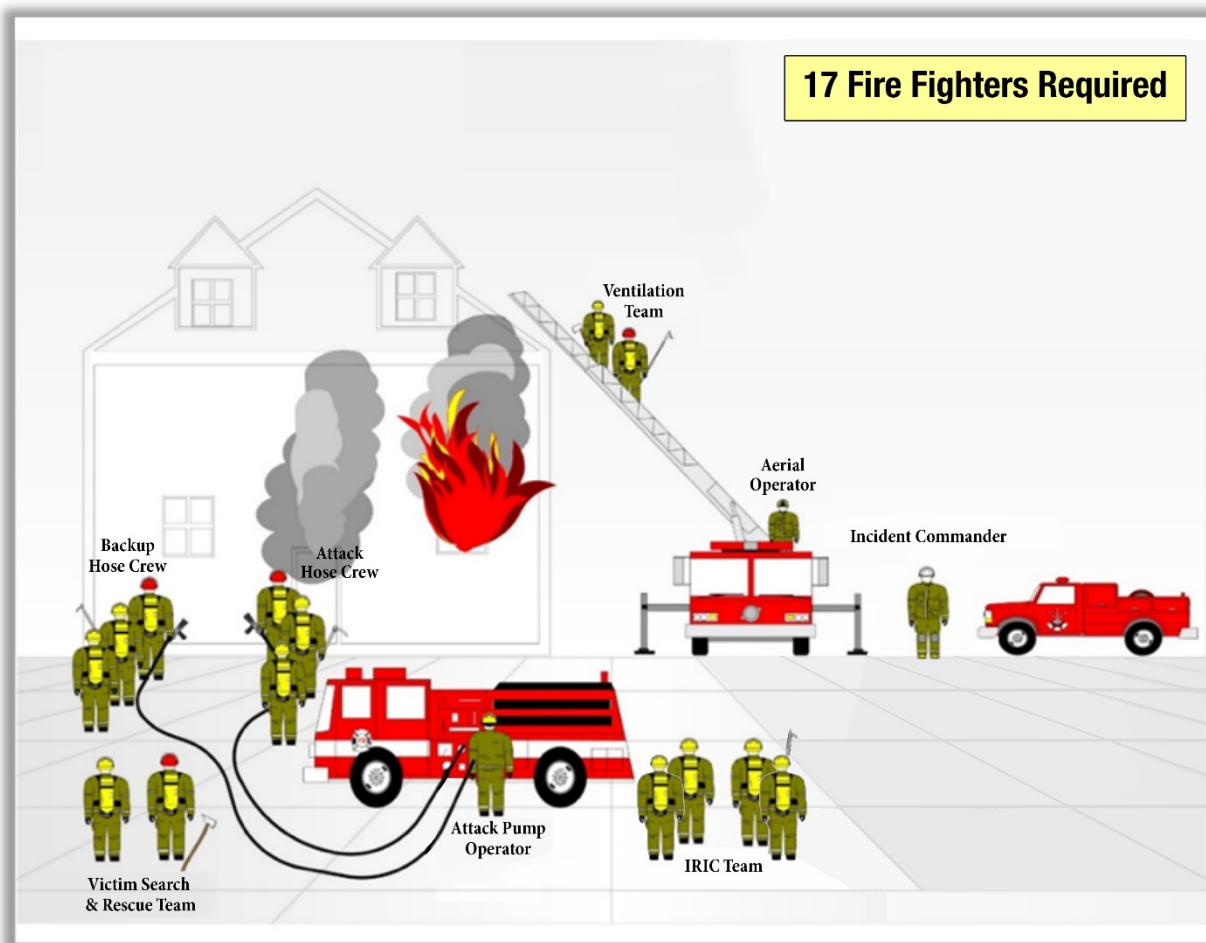 17 Fire Fighters Required
Ventilation
Team
Aerial
Operator
Incident Commander
Backup
Hose Crew
Attack
Hose Crew
Attack Pump
Operator
IRIC Team
Victim Search
& Rescue Team